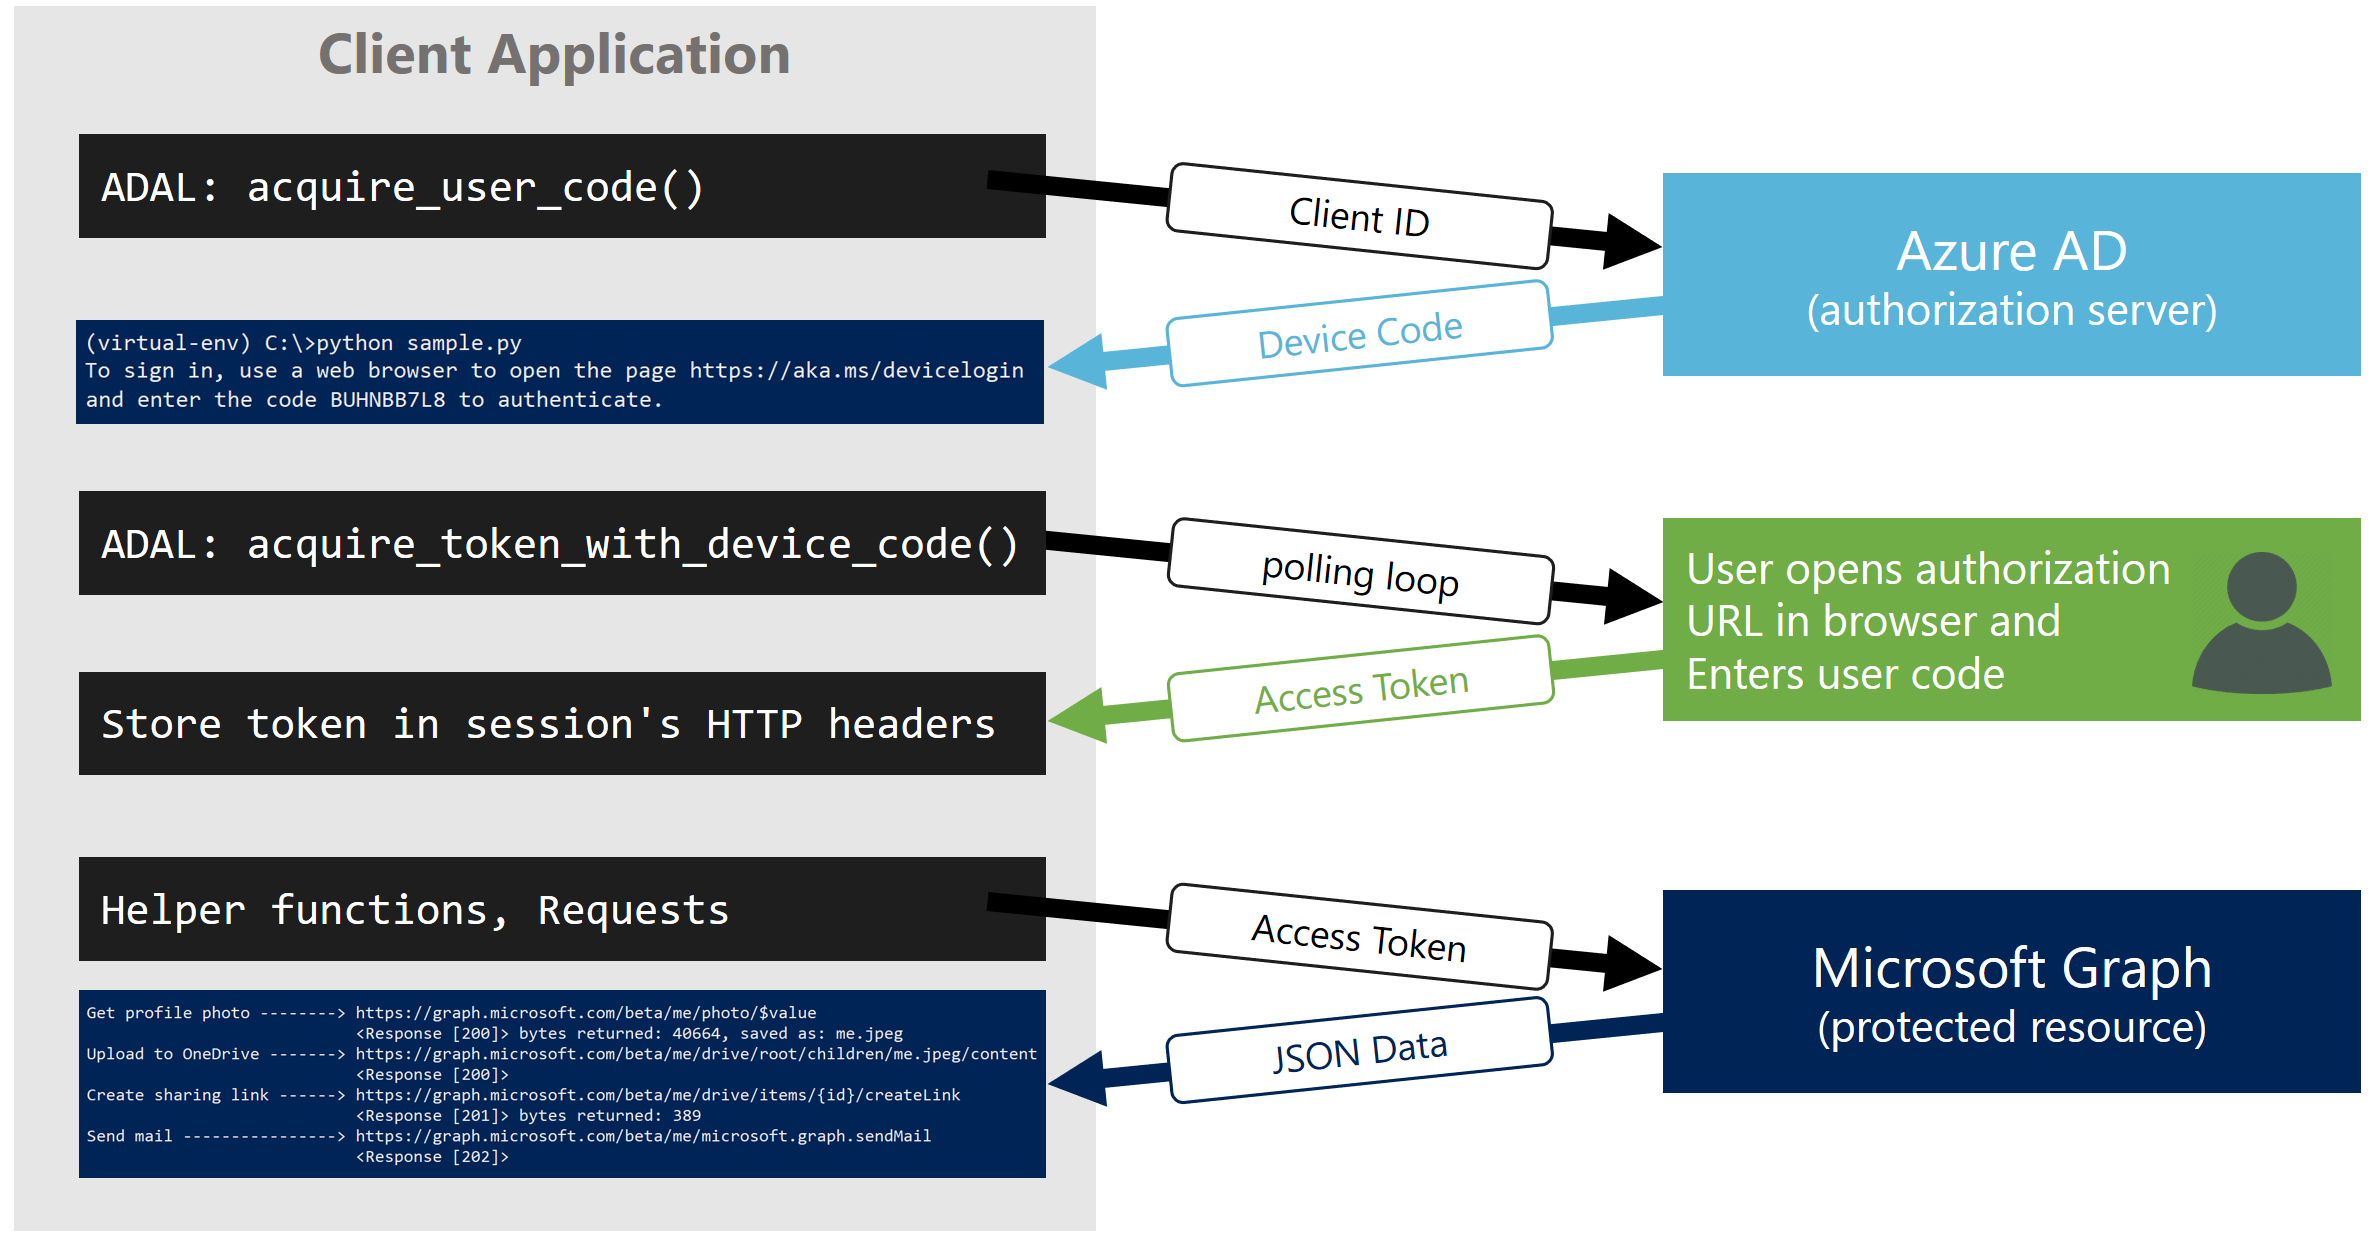 Client Application
ADAL: acquire_user_code()
Client ID
Azure AD
(authorization server)
Device Code
(virtual-env) C:\>python sample.py
To sign in, use a web browser to open the page https://aka.ms/devicelogin
and enter the code BUHNBB7L8 to authenticate.
ADAL: acquire_token_with_device_code()
polling loop
User opens authorization
URL in browser and
Enters user code
Access Token
Store token in session's HTTP headers
Helper functions, Requests
Access Token
Microsoft Graph
(protected resource)
JSON Data
Get profile photo --------> https://graph.microsoft.com/beta/me/photo/$value
<Response [200]> bytes returned: 40664, saved as: me.jpeg
Upload to OneDrive -------> https://graph.microsoft.com/beta/me/drive/root/children/me.jpeg/content
<Response [200]>
Create sharing link ------> https://graph.microsoft.com/beta/me/drive/items/{id}/createLink
<Response [201]> bytes returned: 389
Send mail ----------------> https://graph.microsoft.com/beta/me/microsoft.graph.sendMail
<Response [202]>